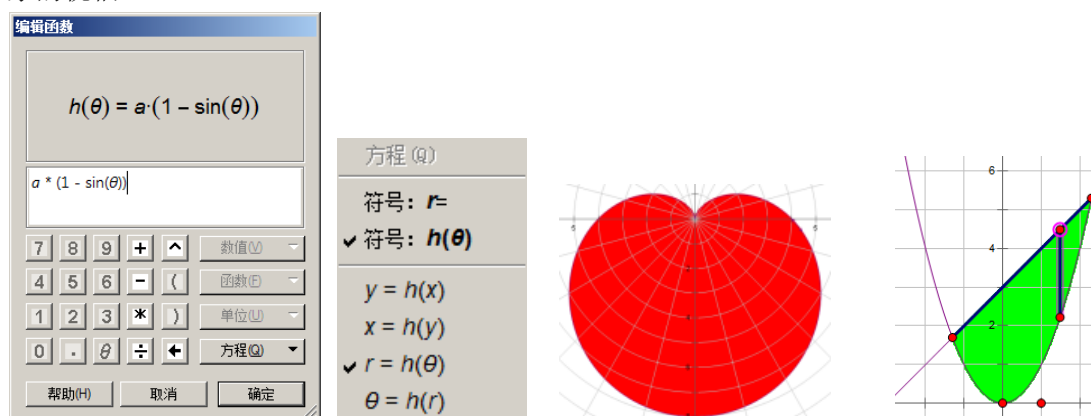 编辑函数
h(θ) = a·(1 – sin(θ))
a * (1 - sin(θ))
7 8 9 + ^ 数值(V)
4 5 6 - ( 函数(F)
1 2 3 * ) 单位(U)
0 . θ ÷ ← 方程(Q)
帮助(H) 取消 确定
方程(Q)
符号: r=
✓ 符号: h(θ)
y = h(x)
x = h(y)
✓ r = h(θ)
θ = h(r)
6
4
2